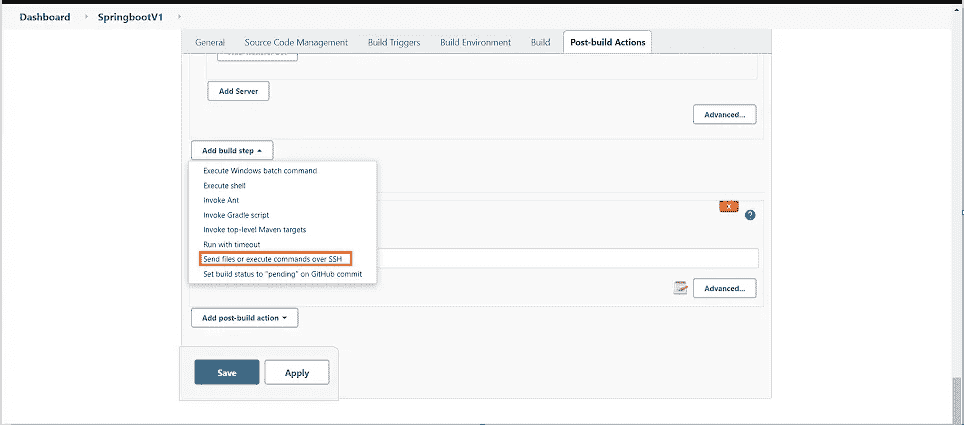 Dashboard SpringbootV1
General Source Code Management Build Triggers Build Environment Build Post-build Actions
Add Server
Advanced...
Add build step
Execute Windows batch command
Execute shell
Invoke Ant
Invoke Gradle script
Invoke top-level Maven targets
Run with timeout
Send files or execute commands over SSH
Set build status to "pending" on GitHub commit
X
?
Advanced...
Add post-build action
Save Apply